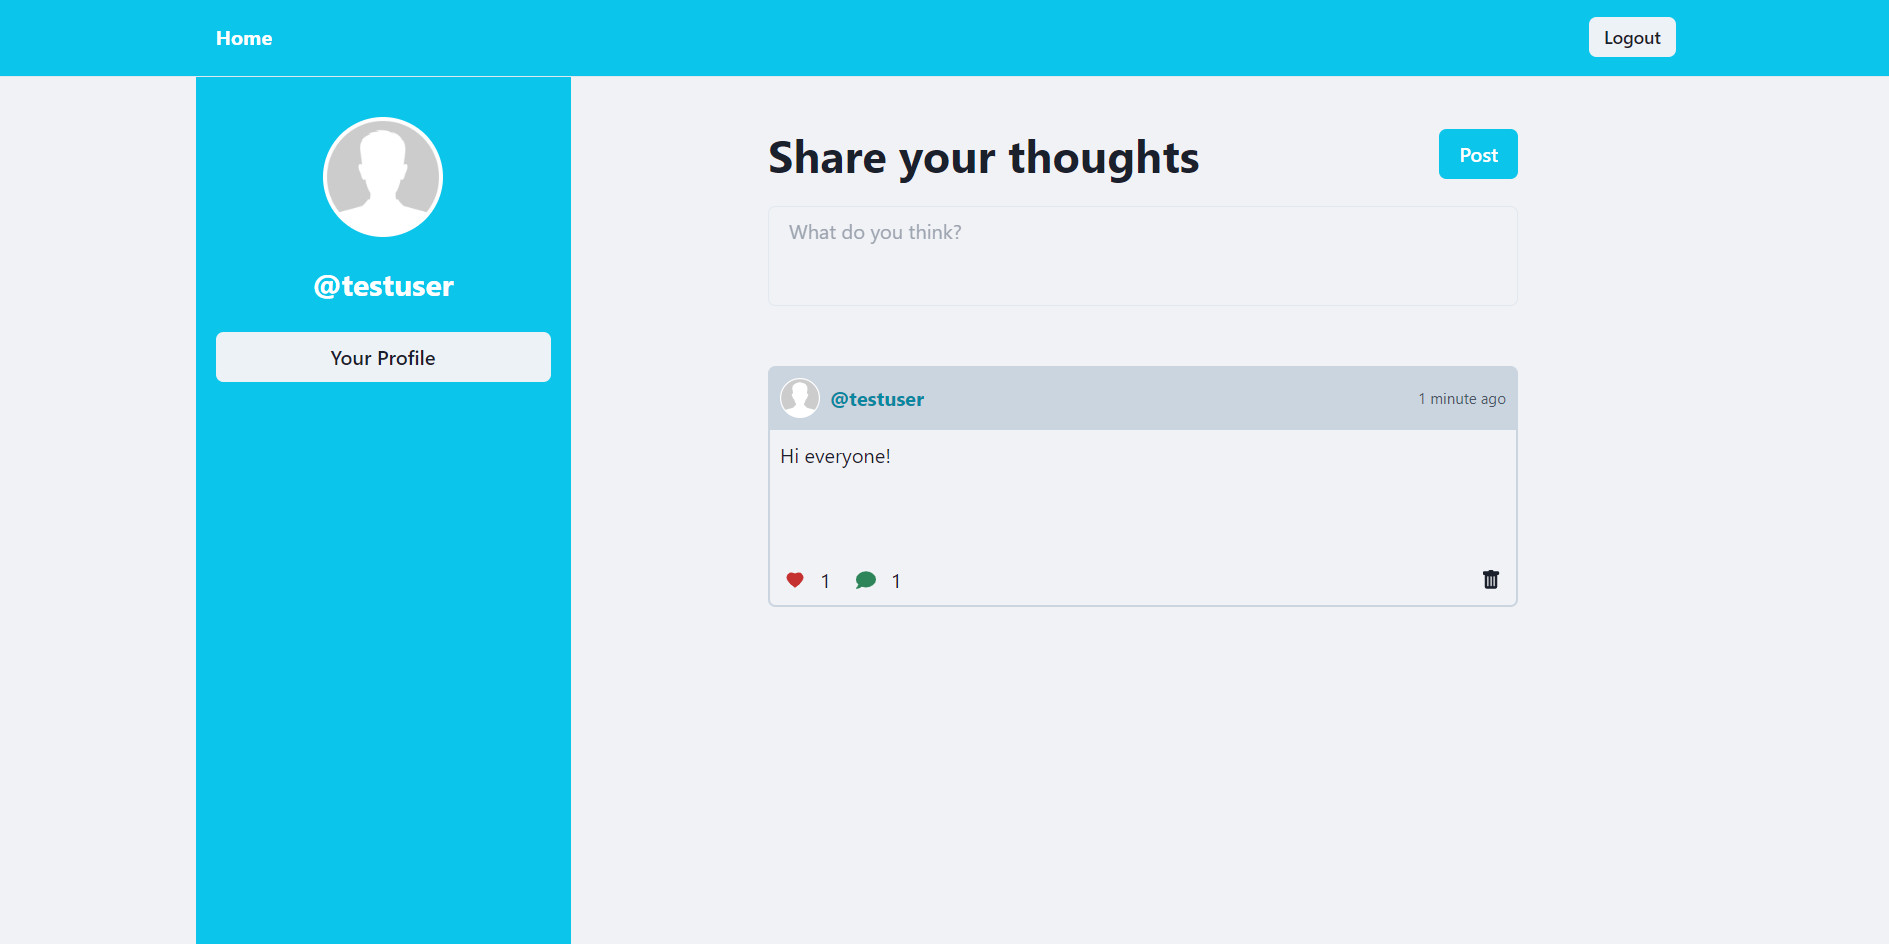 Home
Logout
@testuser
Your Profile
Share your thoughts
Post
What do you think?
@testuser
1 minute ago
Hi everyone!
1
1